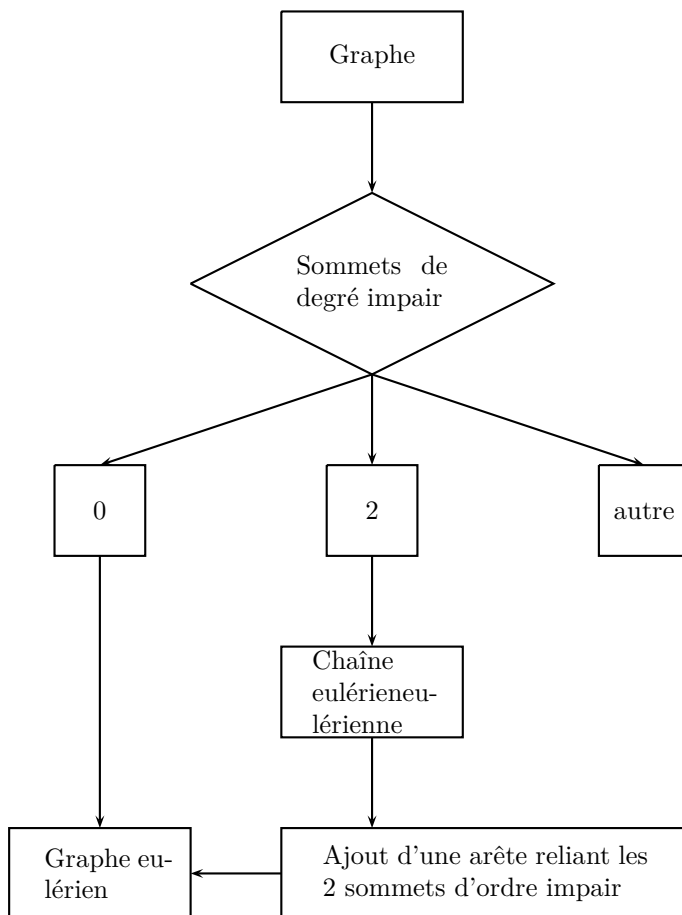 Graphe
Sommets de
degré impair
0
2
autre
Chaîne
eulérieneu-
lérienne
Graphe eu-
lérien
Ajout d'une arête reliant les
2 sommets d'ordre impair